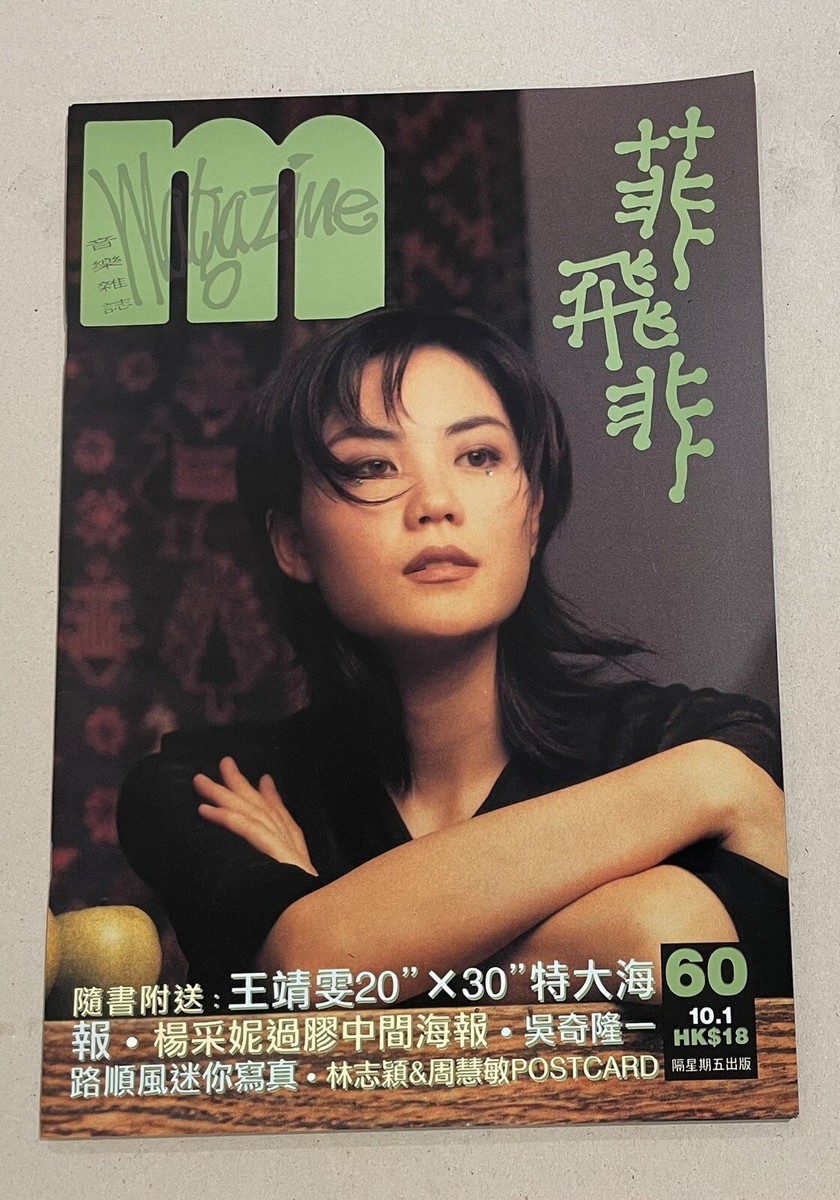 m
Magazine
音樂雜誌
菲
飛
非
隨書附送：王靖雯20”×30”特大海
報·楊采妮過膠中間海報·吳奇隆一
路順風迷你寫真·林志穎&周慧敏POSTCARD
60
10.1
HK$18
隔星期五出版